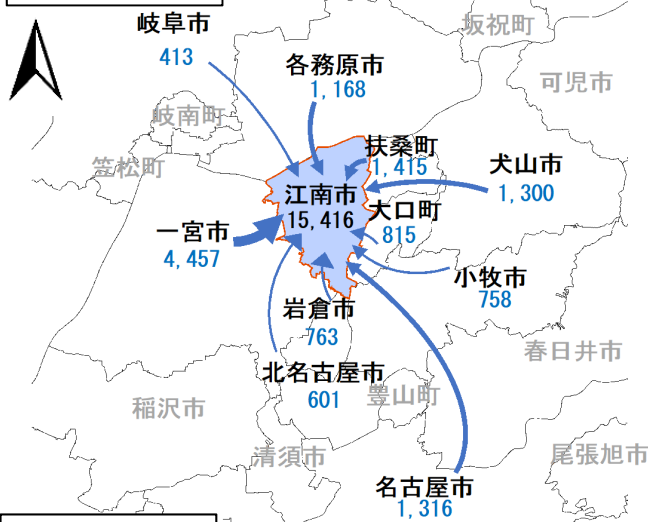 坂祝町
岐阜市
413
各務原市
1,168
可児市
岐南町
扶桑町
1,415
笠松町
犬山市
1,300
江南市
15,416
大口町
815
一宮市
4,457
小牧市
758
岩倉市
763
春日井市
北名古屋市
601
豊山町
稲沢市
清須市
尾張旭市
名古屋市
1,316